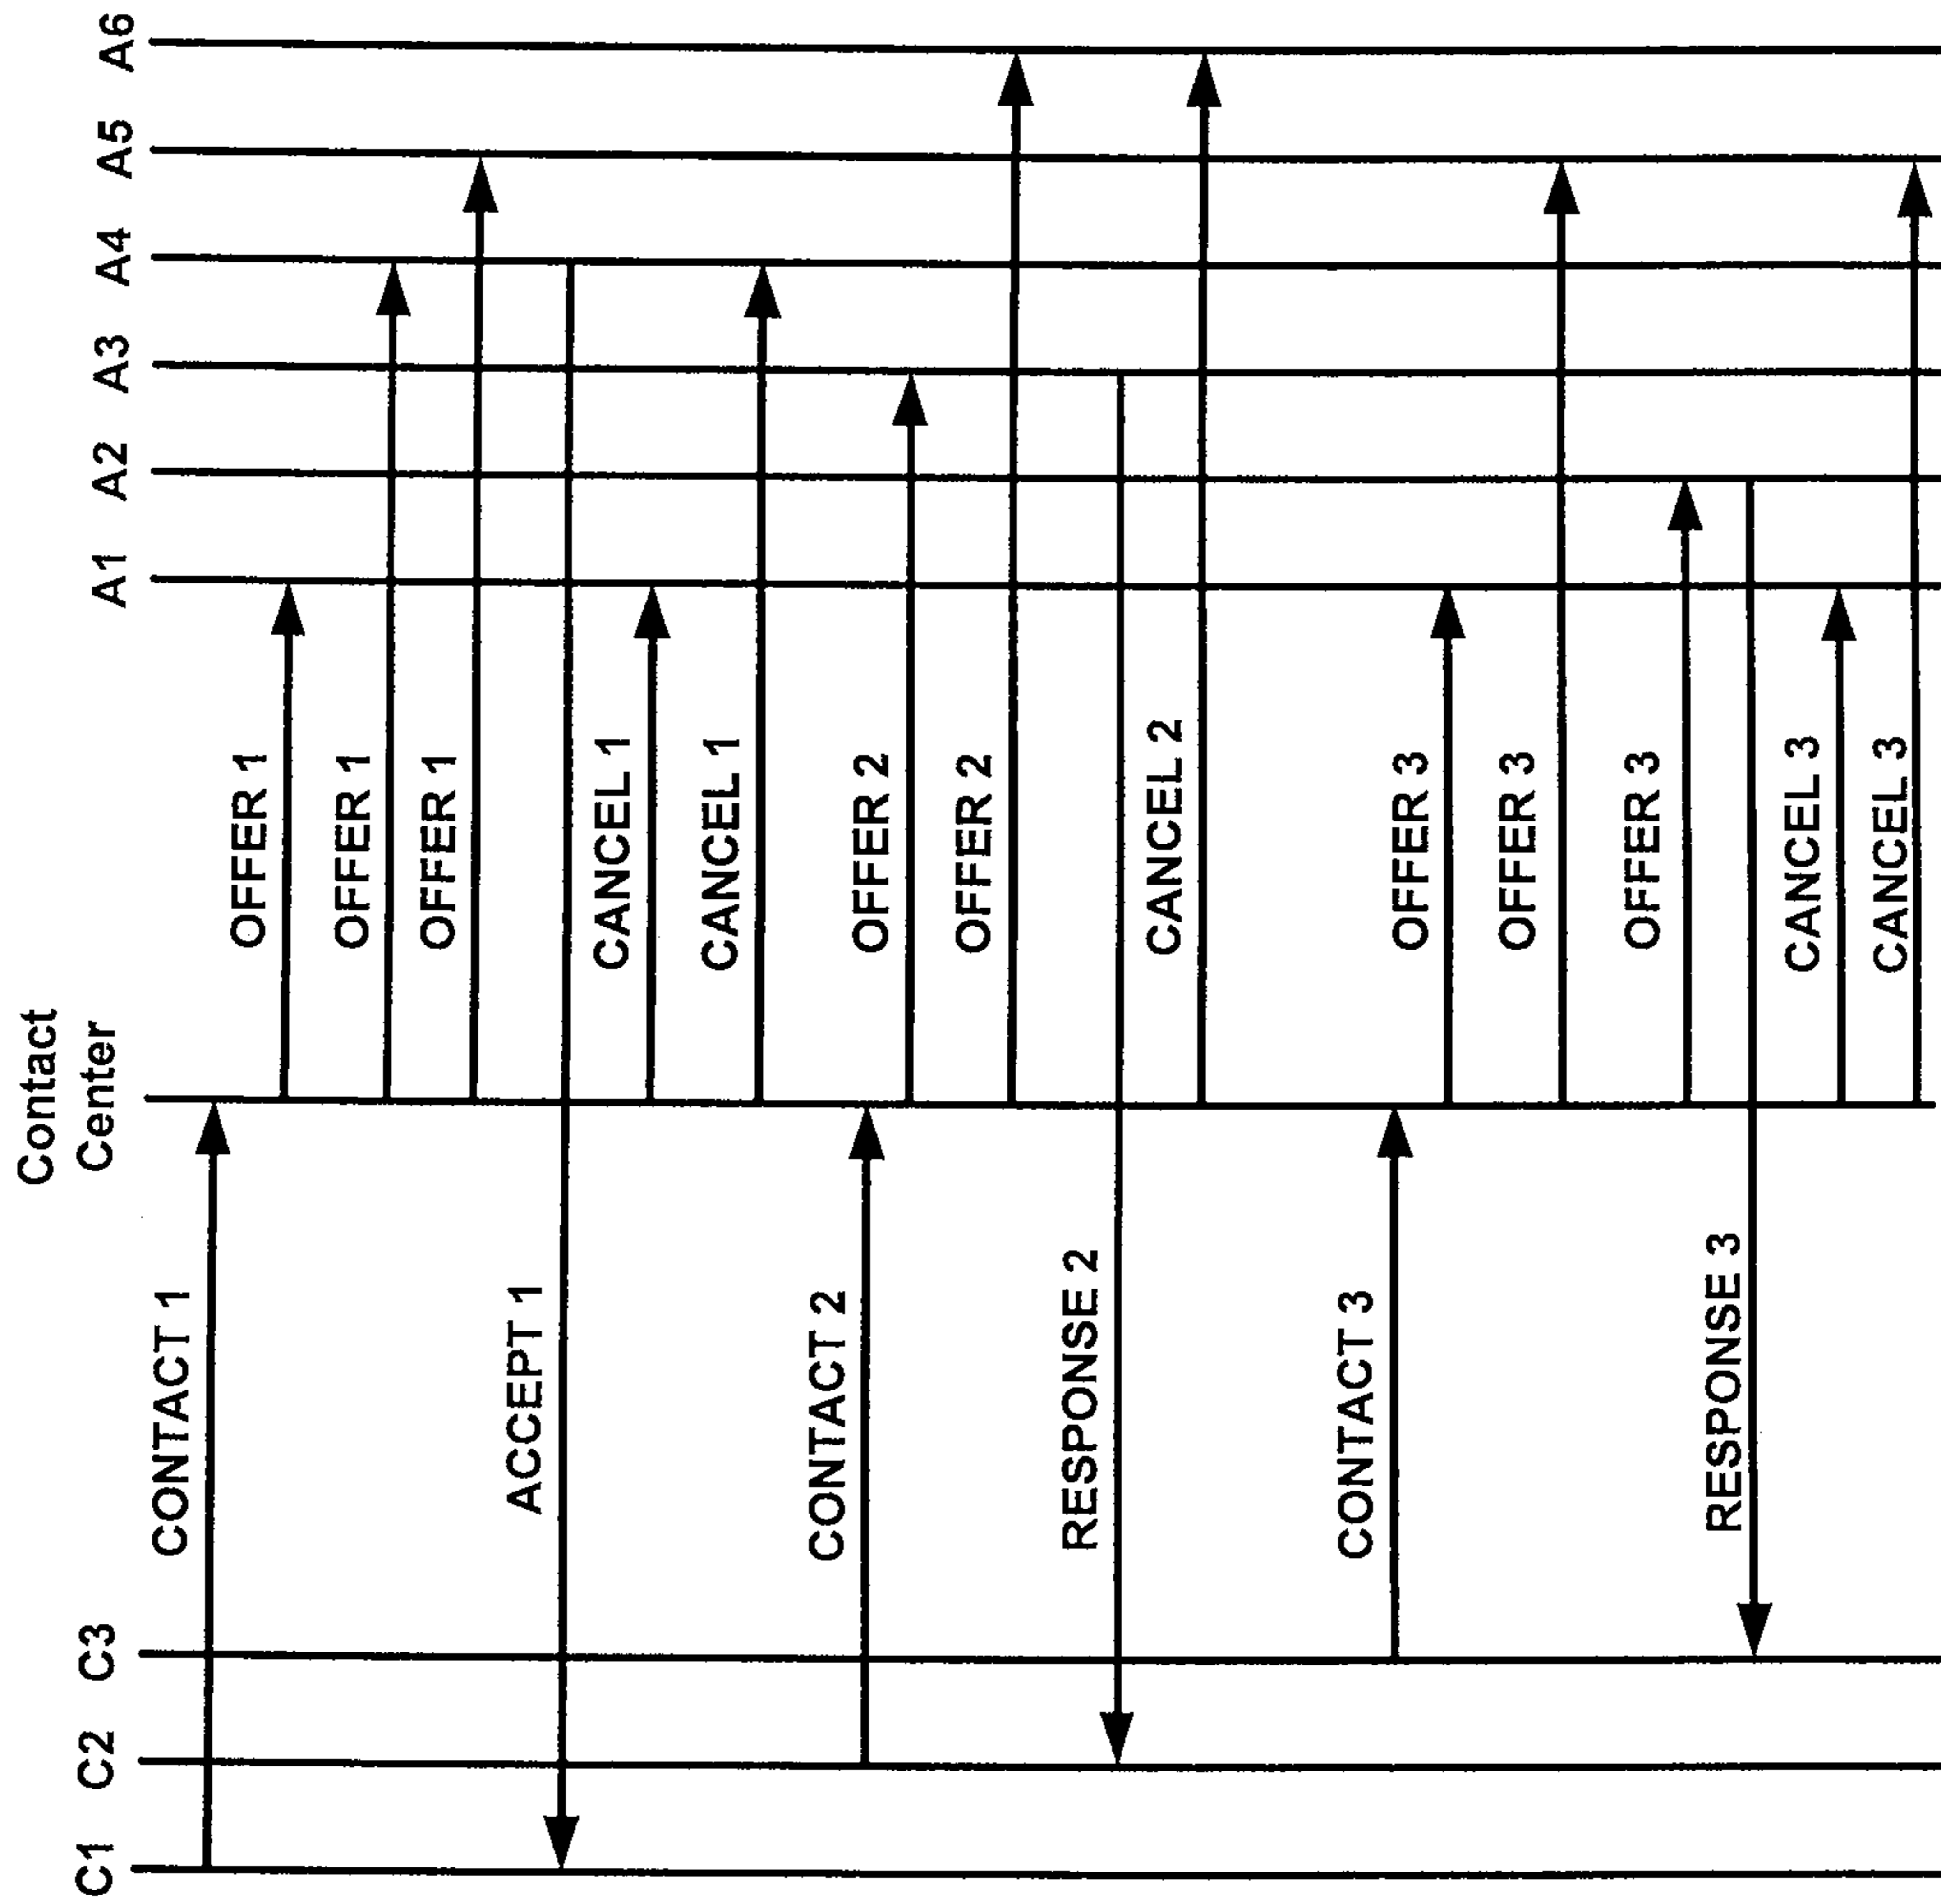 C1
C2
C3
Contact
Center
A1
A2
A3
A4
A5
A6
CONTACT 1
OFFER 1
OFFER 1
OFFER 1
ACCEPT 1
CANCEL 1
CANCEL 1
CONTACT 2
OFFER 2
OFFER 2
RESPONSE 2
CANCEL 2
CONTACT 3
OFFER 3
OFFER 3
OFFER 3
RESPONSE 3
CANCEL 3
CANCEL 3